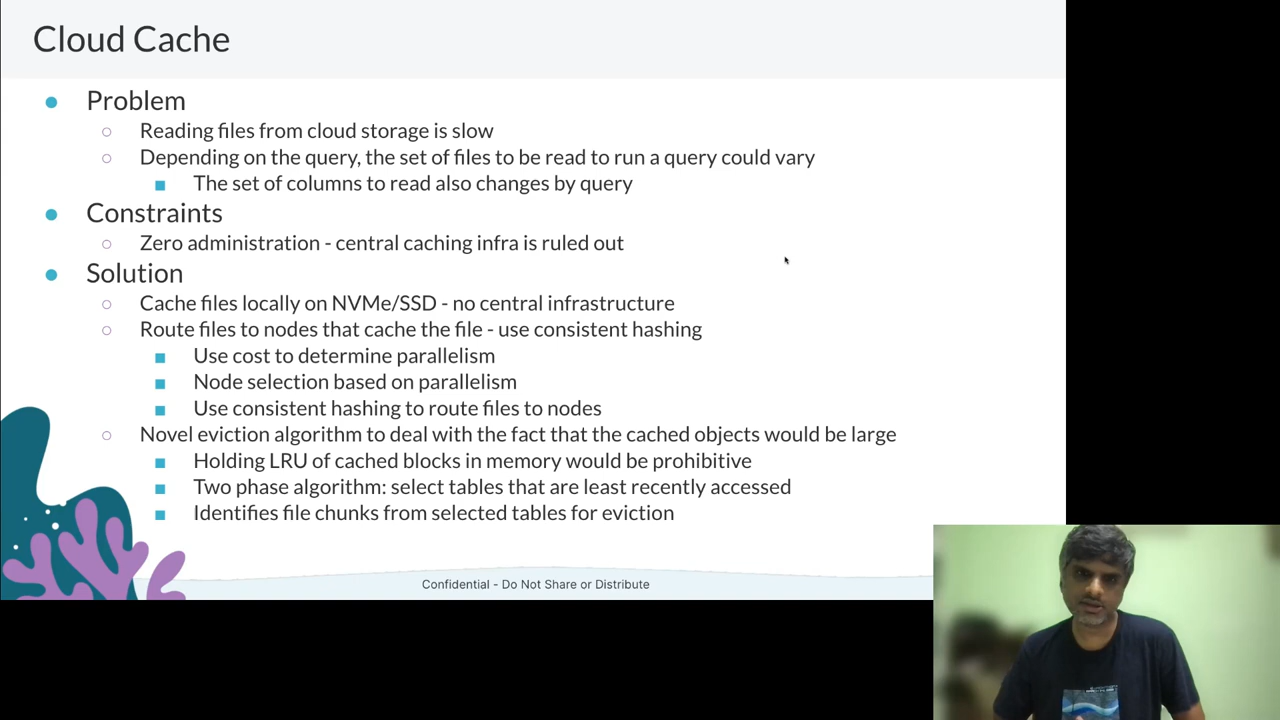 Cloud Cache
Problem
Reading files from cloud storage is slow
Depending on the query, the set of files to be read to run a query could vary
The set of columns to read also changes by query
Constraints
Zero administration - central caching infra is ruled out
Solution
Cache files locally on NVMe/SSD - no central infrastructure
Route files to nodes that cache the file - use consistent hashing
Use cost to determine parallelism
Node selection based on parallelism
Use consistent hashing to route files to nodes
Novel eviction algorithm to deal with the fact that the cached objects would be large
Holding LRU of cached blocks in memory would be prohibitive
Two phase algorithm: select tables that are least recently accessed
Identifies file chunks from selected tables for eviction
Confidential - Do Not Share or Distribute